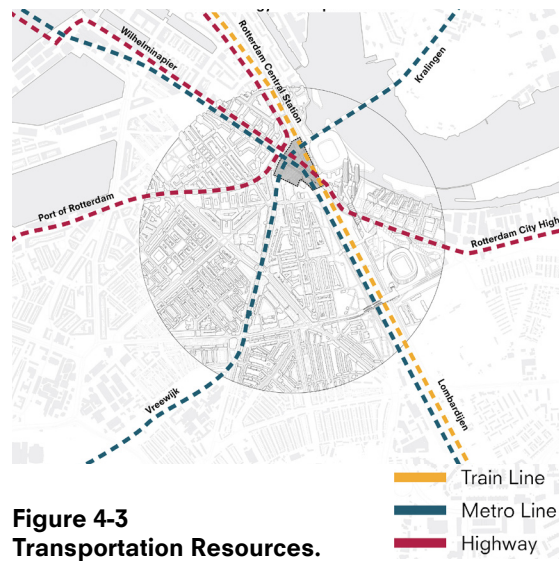 Wilhelminapier
Rotterdam Central Station
Kralingen
Port of Rotterdam
Rotterdam City High
Vreewijk
Lombardijen
Train Line
Metro Line
Highway
Figure 4-3
Transportation Resources.